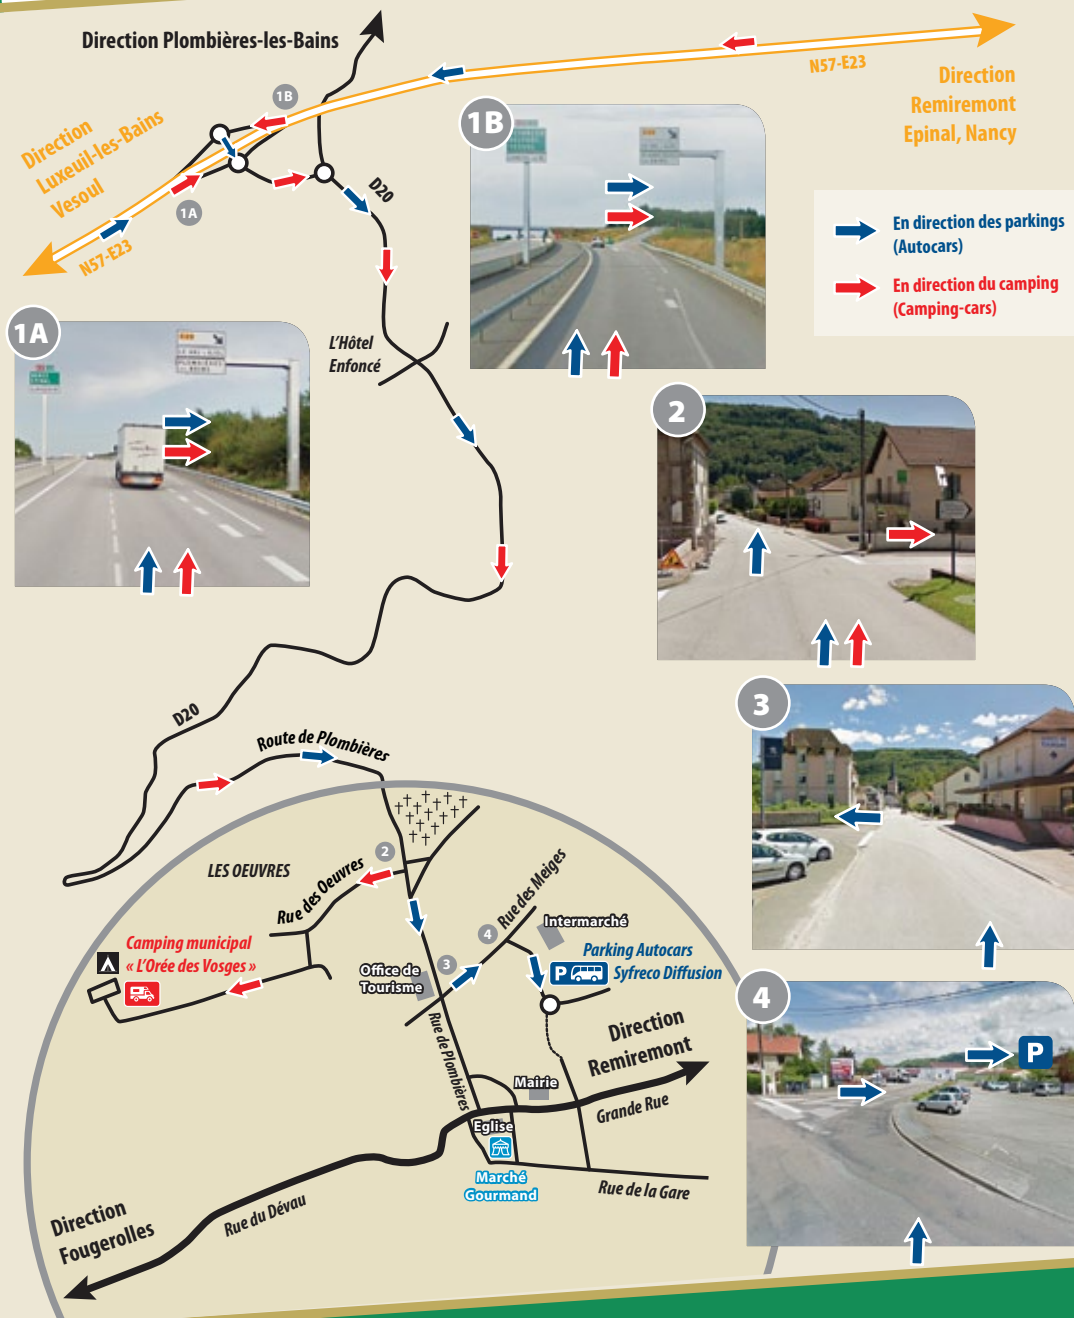 Direction Plombières-les-Bains
N57-E23
Direction
Remiremont
Epinal, Nancy
Direction
Luxeuil-les-Bains
Vesoul
1B
1A
D20
N57-E23
1B
En direction des parkings
(Autocars)
En direction du camping
(Camping-cars)
1A
L'Hôtel
Enfoncé
2
3
D20
Route de Plombières
2
LES OEUVRES
Rue des Oeuvres
Rue des Meiges
4
Intermarché
Camping municipal
« L'Orée des Vosges »
Office de
Tourisme
3
Parking Autocars
P
Syfreco Diffusion
4
P
Rue de Plombières
Direction
Remiremont
Mairie
Grande Rue
Eglise
Marché
Gourmand
Rue de la Gare
Direction
Fougerolles
Rue du Dévau